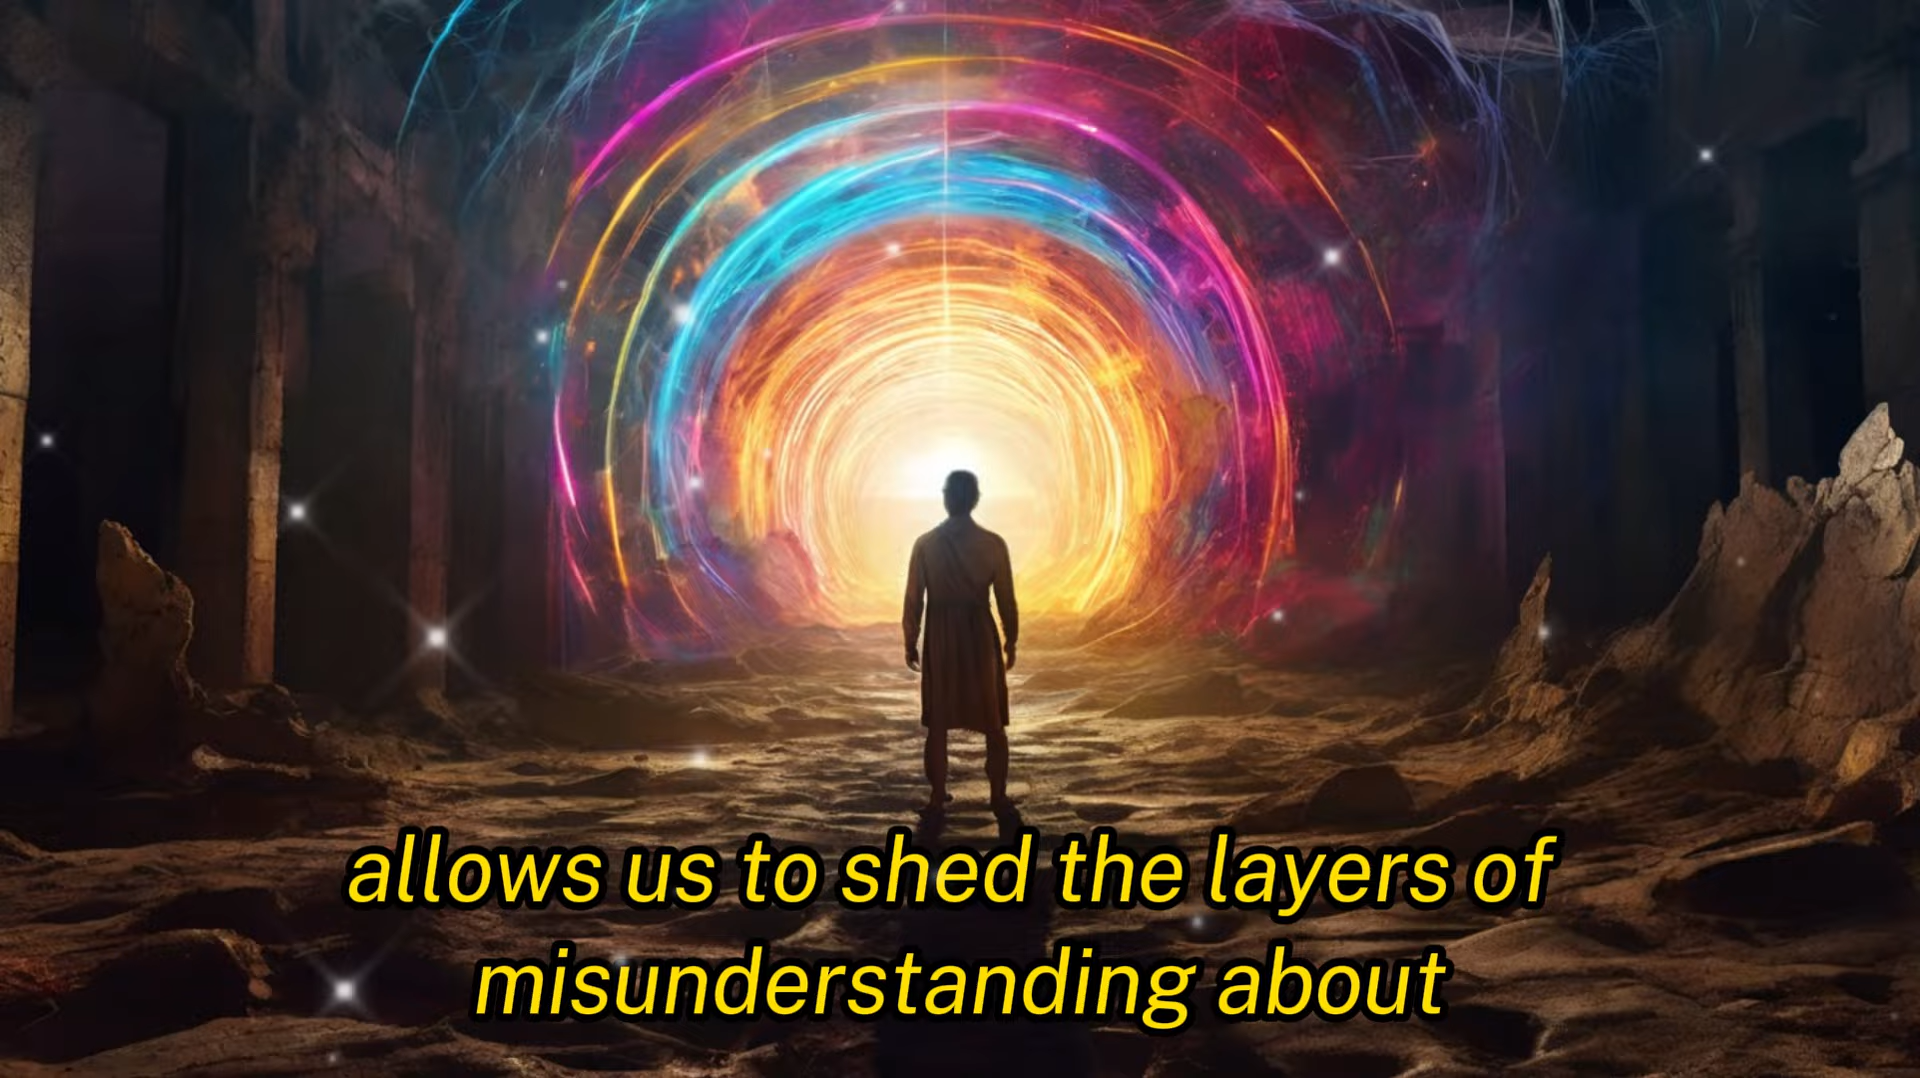 allows us to shed the layers of
misunderstanding about